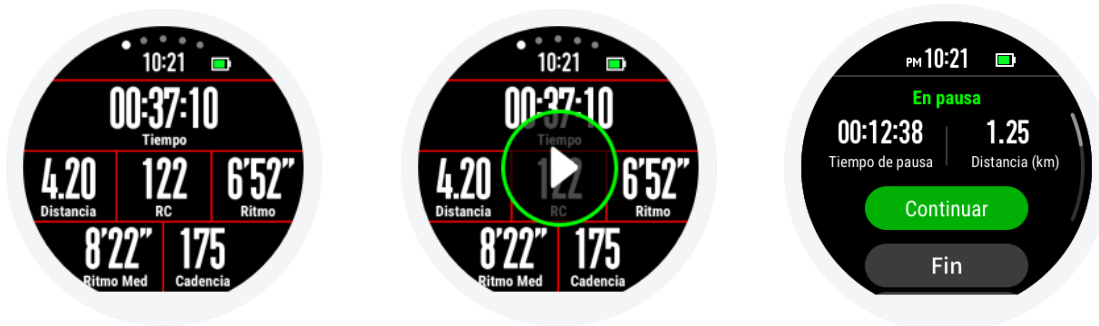 10:21
00:37:10
Tiempo
4.20 122 6'52"
Distancia RC Ritmo
8'22" 175
Ritmo Med Cadencia
10:21
00:37:10
Tiempo
4.20 122 6'52"
Distancia RC Ritmo
8'22" 175
Ritmo Med Cadencia
PM 10:21
En pausa
00:12:38 1.25
Tiempo de pausa Distancia (km)
Continuar
Fin